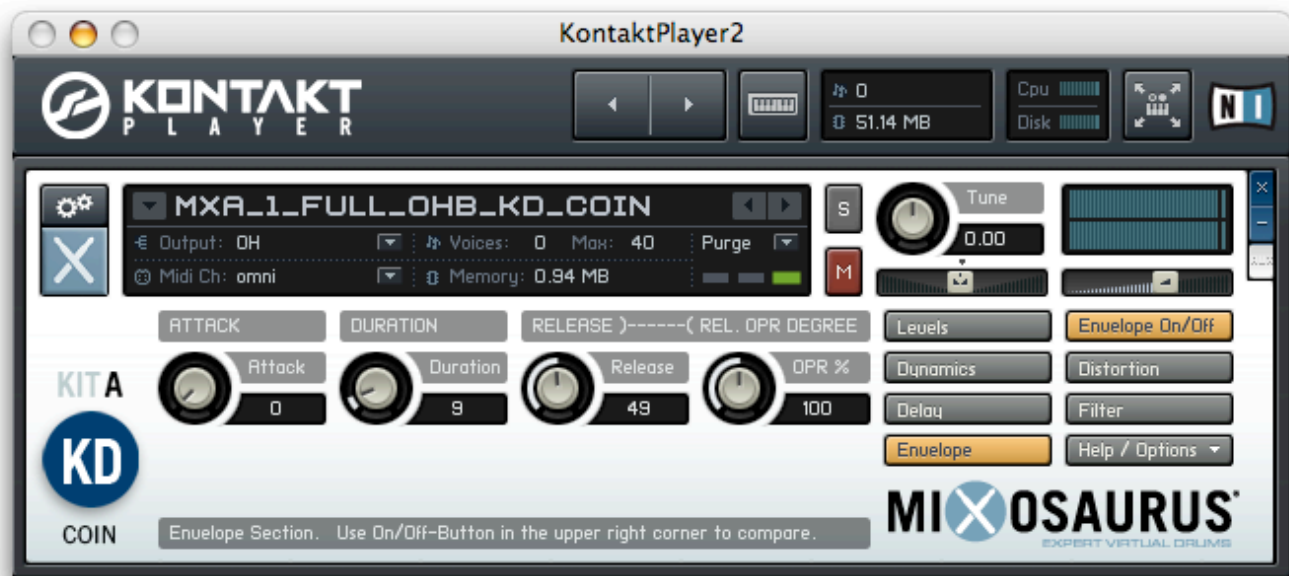 KontaktPlayer2
KONTAKT
PLAYER
0
51.14 MB
Cpu
Disk
NI
MXA_1_FULL_OHB_KD_COIN
Output: OH
Voices: 0 Max: 40
Purge
Midi Ch: omni
Memory: 0.94 MB
S
M
Tune
0.00
ATTACK
DURATION
RELEASE )------( REL. OPR DEGREE
Attack
0
Duration
9
Release
49
OPR %
100
Levels
Envelope On/Off
Dynamics
Distortion
Delay
Filter
Envelope
Help / Options
KIT A
KD
COIN
Envelope Section. Use On/Off-Button in the upper right corner to compare.
MIXOSAURUS
EXPERT VIRTUAL DRUMS